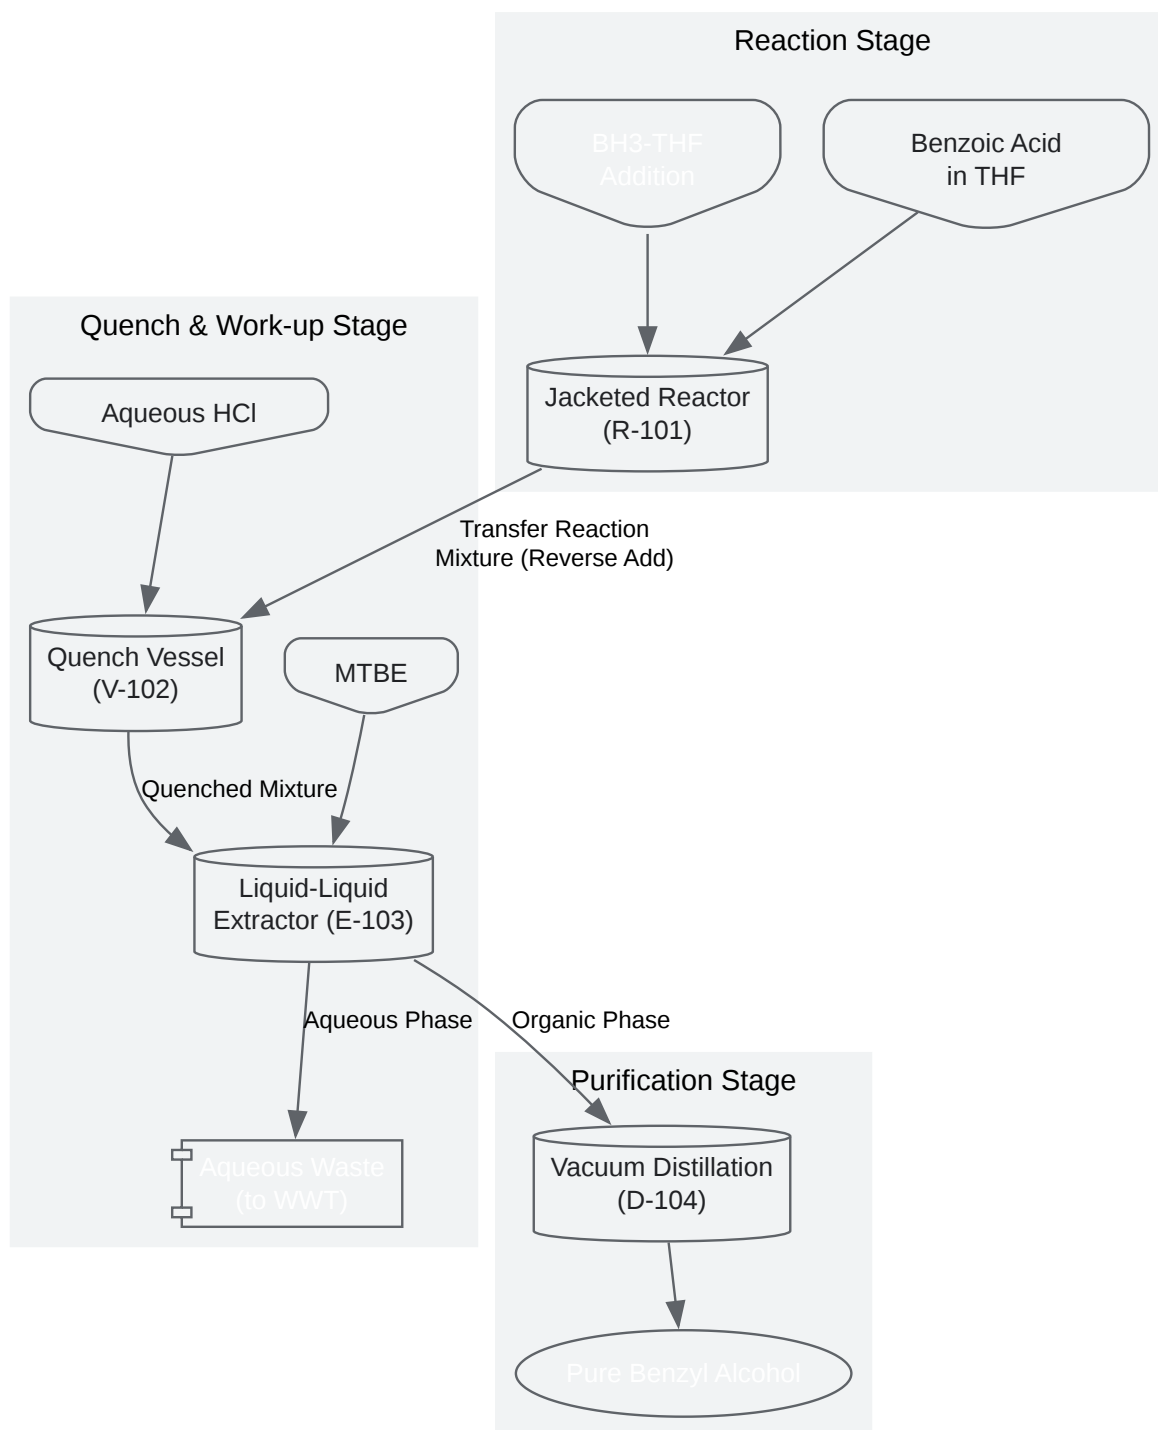 Reaction Stage
BH3-THF
Addition
Benzoic Acid
in THF
Jacketed Reactor
(R-101)
Quench & Work-up Stage
Aqueous HCl
Transfer Reaction
Mixture (Reverse Add)
Quench Vessel
(V-102)
MTBE
Quenched Mixture
Liquid-Liquid
Extractor (E-103)
Aqueous Phase
Organic Phase
Aqueous Waste
(to WWT)
Purification Stage
Vacuum Distillation
(D-104)
Pure Benzyl Alcohol